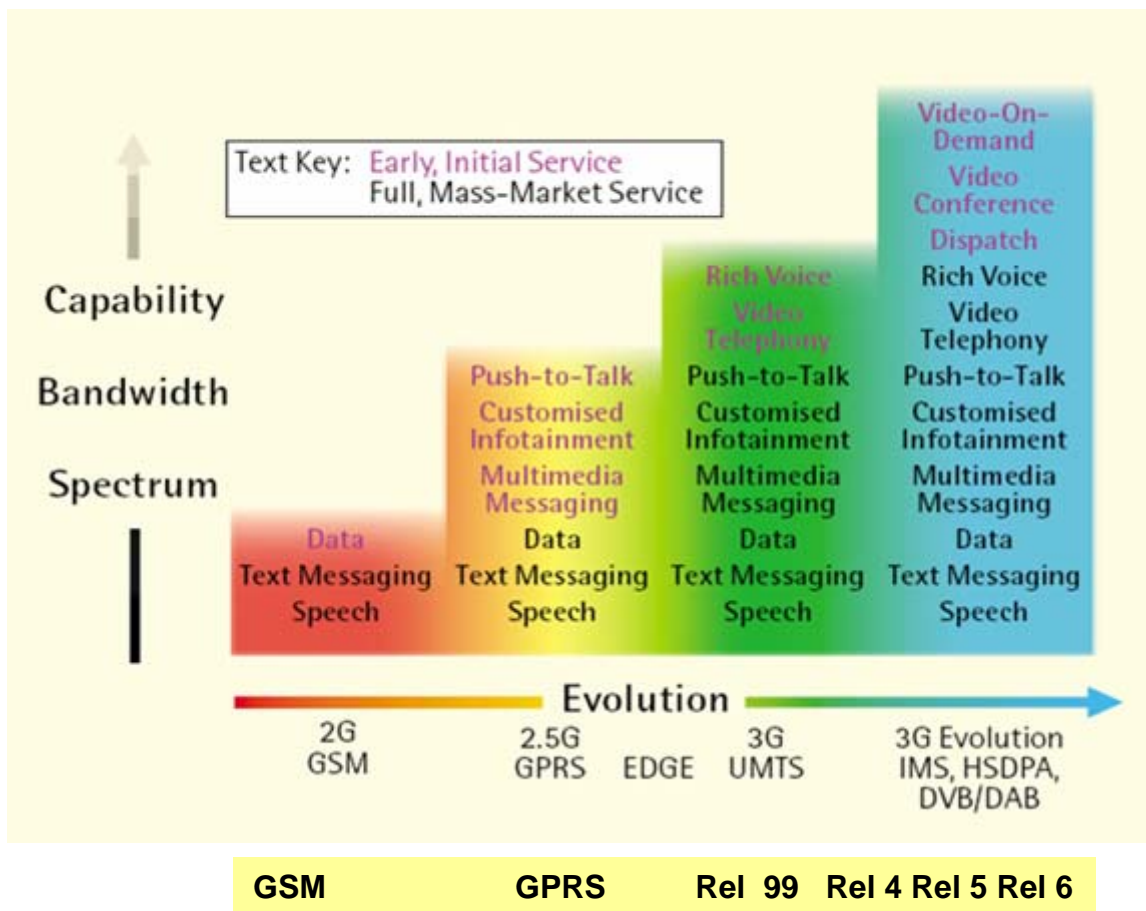 Text Key: Early, Initial Service
Full, Mass-Market Service
Capability
Bandwidth
Spectrum
Data
Text Messaging
Speech
Push-to-Talk
Customised
Infotainment
Multimedia
Messaging
Data
Text Messaging
Speech
Rich Voice
Video
Telephony
Push-to-Talk
Customised
Infotainment
Multimedia
Messaging
Data
Text Messaging
Speech
Video-On-
Demand
Video
Conference
Dispatch
Rich Voice
Video
Telephony
Push-to-Talk
Customised
Infotainment
Multimedia
Messaging
Data
Text Messaging
Speech
Evolution
2G
GSM
2.5G
GPRS
EDGE
3G
UMTS
3G Evolution
IMS, HSDPA,
DVB/DAB
GSM GPRS Rel 99 Rel 4 Rel 5 Rel 6